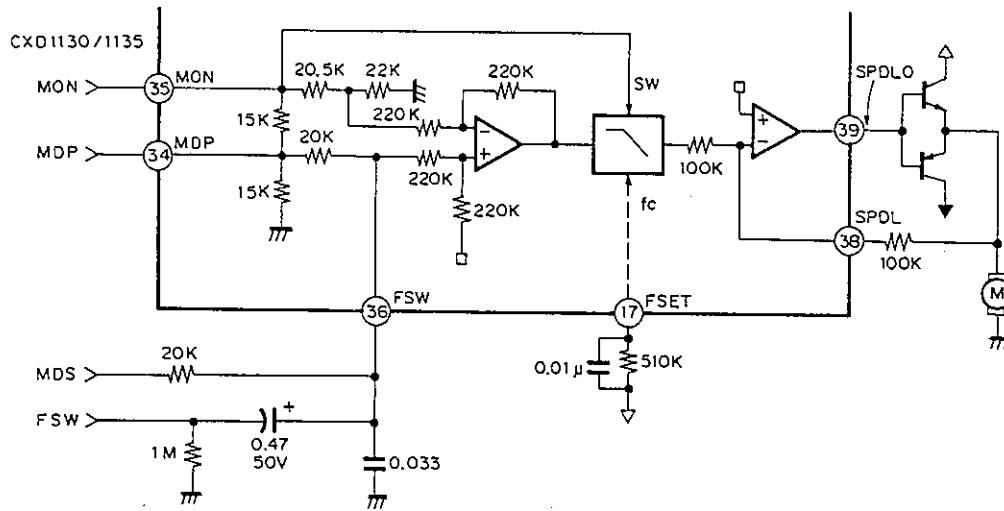 CXD1130/1135
MON
35
MON
20.5K
22K
220K
SW
SPDLO
220K
15K
MDP
34
MDP
20K
220K
15K
220K
100K
39
fc
SPDL
38
100K
M
36
FSW
17
FSET
MDS
20K
0.01µ
510K
FSW
1M
0.47
50V
+
0.033
−
+
+
−